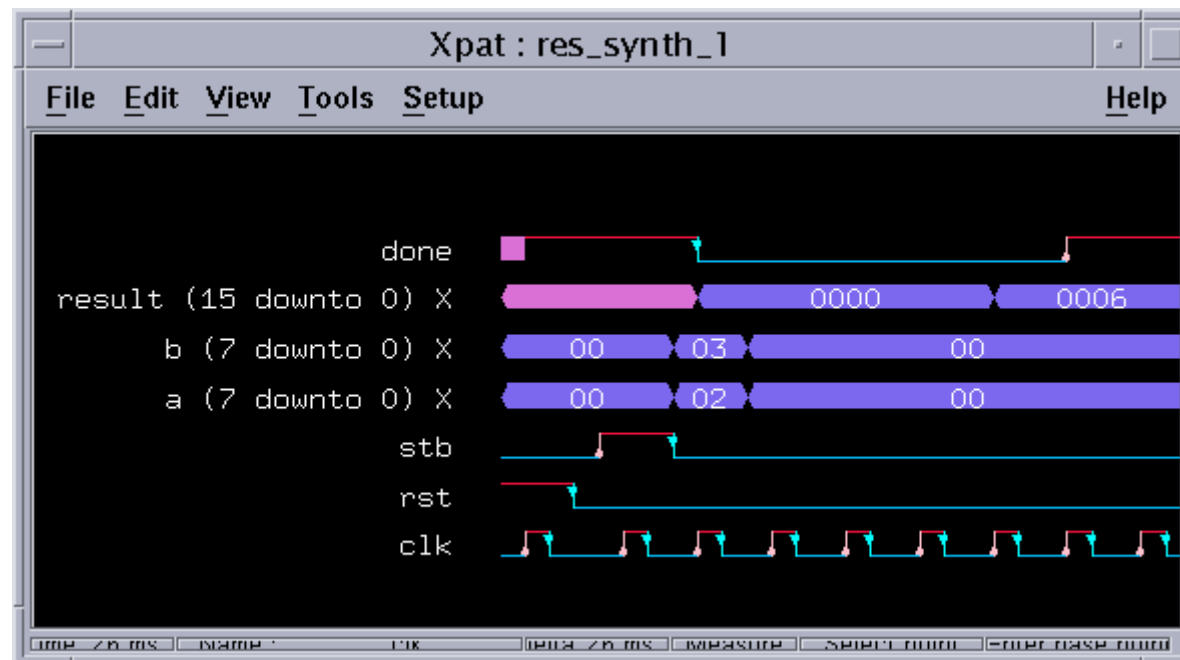 Xpat : res_synth_1
File Edit View Tools Setup Help
done
result (15 downto 0) X 0000 0006
b (7 downto 0) X 00 03 00
a (7 downto 0) X 00 02 00
stb
rst
clk